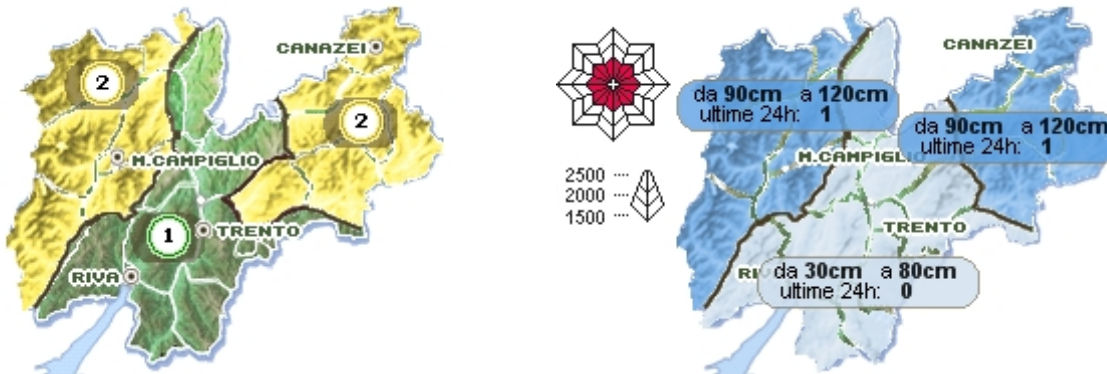 CANAZEI
2
2
M.CAMPIGLIO
1
TRENTO
RIVA
2500
2000
1500
CANAZEI
da 90cm a 120cm
ultime 24h: 1
da 90cm a 120cm
ultime 24h: 1
M.CAMPIGLIO
TRENTO
da 30cm a 80cm
ultime 24h: 0